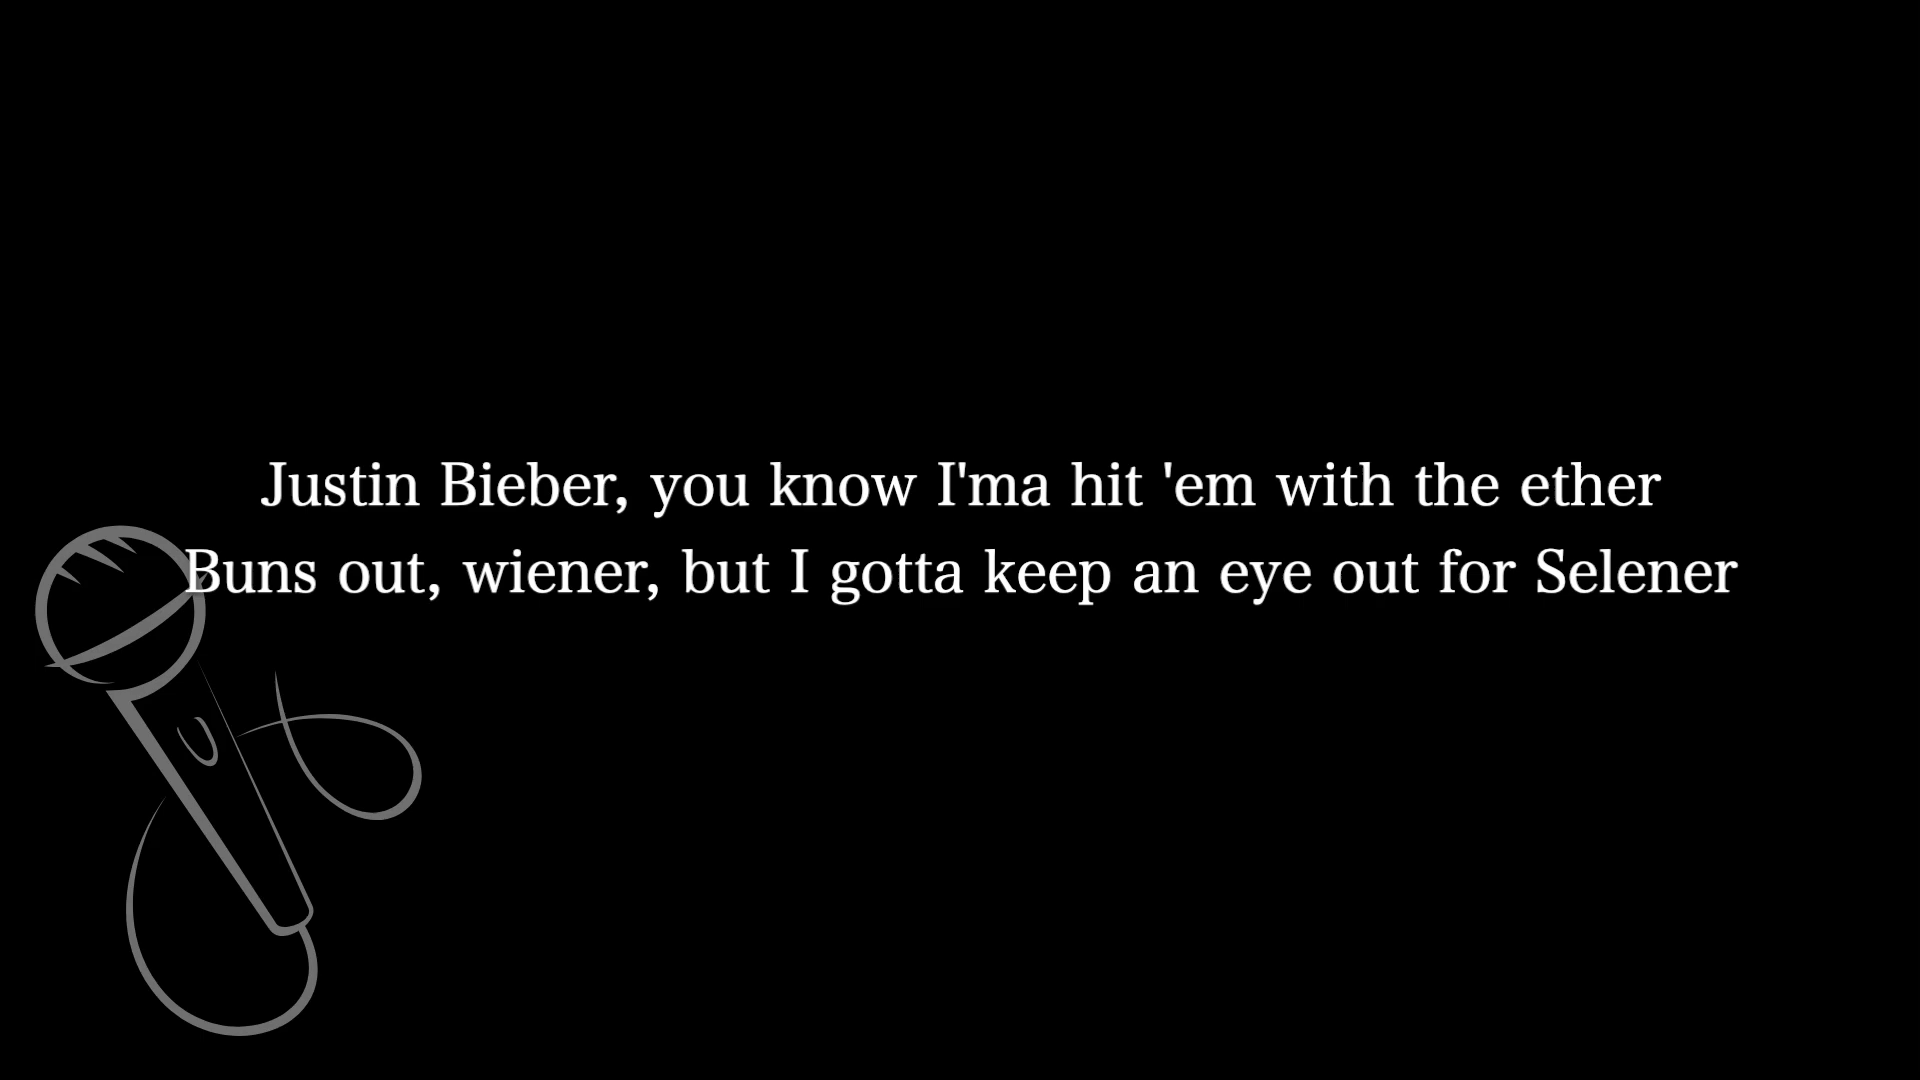 Justin Bieber, you know I'ma hit 'em with the ether
Buns out, wiener, but I gotta keep an eye out for Selener